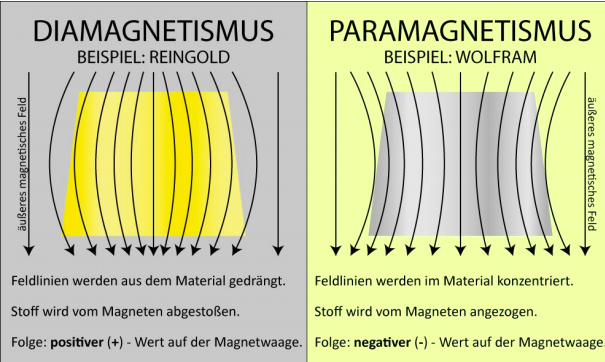 DIAMAGNETISMUS
BEISPIEL: REINGOLD
äußeres magnetisches Feld
Feldlinien werden aus dem Material gedrängt.
Stoff wird vom Magneten abgestoßen.
Folge: positiver (+) - Wert auf der Magnetwaage.
PARAMAGNETISMUS
BEISPIEL: WOLFRAM
äußeres magnetisches Feld
Feldlinien werden im Material konzentriert.
Stoff wird vom Magneten angezogen.
Folge: negativer (-) - Wert auf der Magnetwaage.